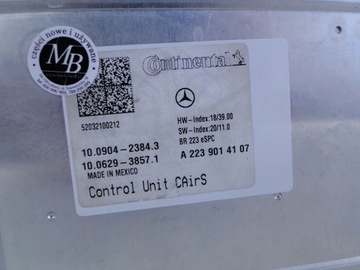 części nowe i używane
MB
Continental
52032100212
HW-Index:18/39.00
SW-Index:20/11.0
BR 223 eSPC
10.0904-2384.3
10.0629-3857.1
A 223 901 41 07
MADE IN MEXICO
Control Unit CAirS